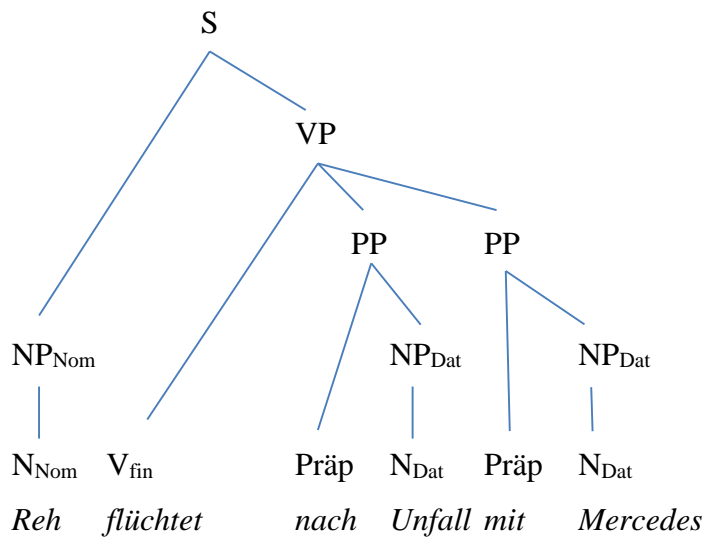 S
VP
PP PP
NPNom NPDat NPDat
NNom Vfin Präp NDat Präp NDat
Reh flüchtet nach Unfall mit Mercedes